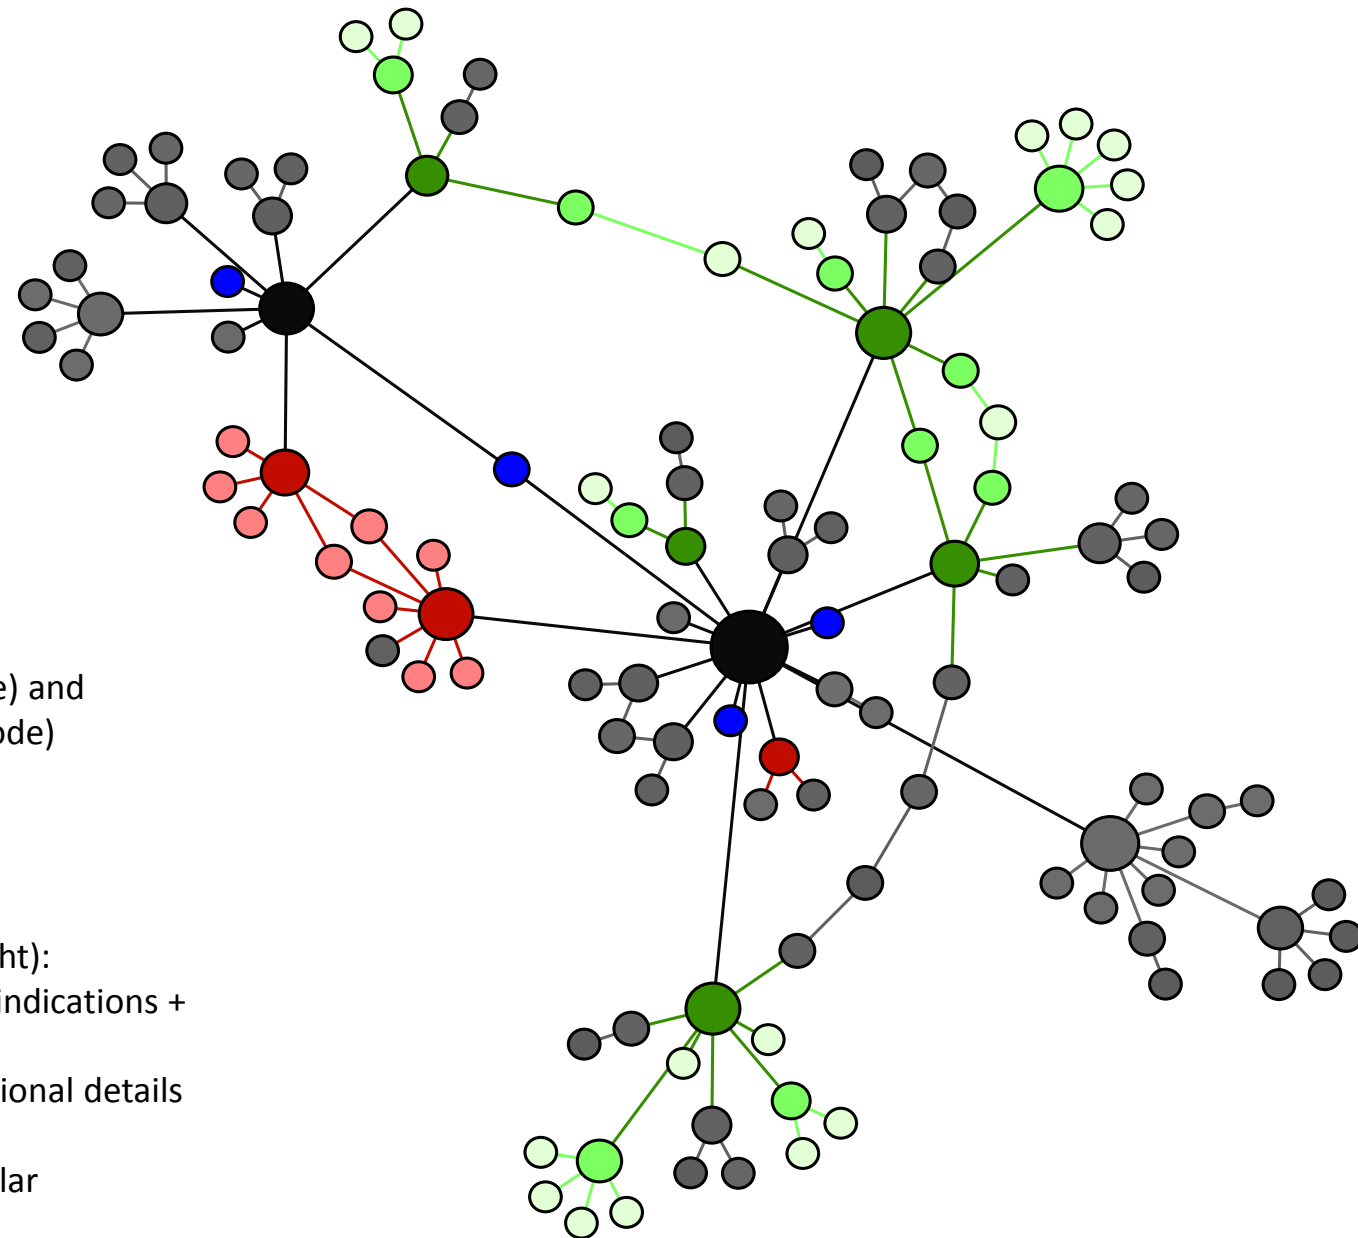 e) and
ode)
ht):
indications +
ional details
lar